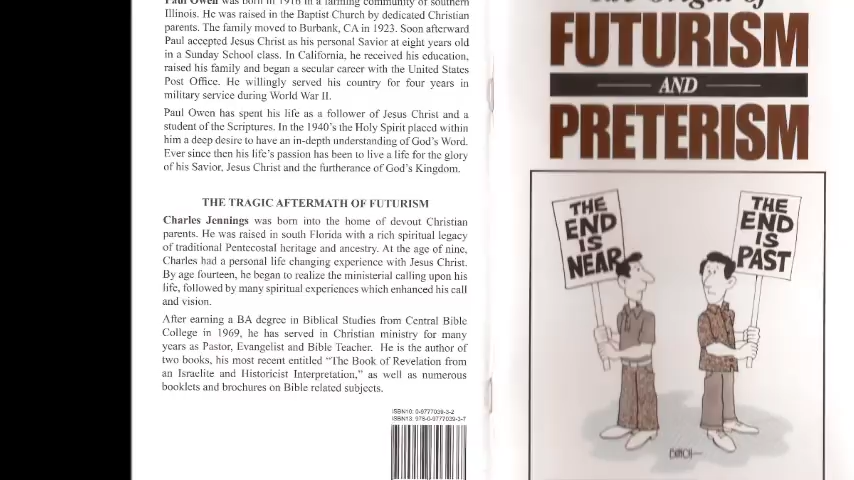 Paul Owen was born in 1916 in a farming community of southern
Illinois. He was raised in the Baptist Church by dedicated Christian
parents. The family moved to Burbank, CA in 1923. Soon afterward
Paul accepted Jesus Christ as his personal Savior at eight years old
in a Sunday School class. In California, he received his education,
raised his family and began a secular career with the United States
Post Office. He willingly served his country for four years in
military service during World War II.
Paul Owen has spent his life as a follower of Jesus Christ and a
student of the Scriptures. In the 1940's the Holy Spirit placed within
him a deep desire to have an in-depth understanding of God's Word.
Ever since then his life's passion has been to live a life for the glory
of his Savior, Jesus Christ and the furtherance of God's Kingdom.
THE TRAGIC AFTERMATH OF FUTURISM
Charles Jennings was born into the home of devout Christian
parents. He was raised in south Florida with a rich spiritual legacy
of traditional Pentecostal heritage and ancestry. At the age of nine,
Charles had a personal life changing experience with Jesus Christ.
By age fourteen, he began to realize the ministerial calling upon his
life, followed by many spiritual experiences which enhanced his call
and vision.
After earning a BA degree in Biblical Studies from Central Bible
College in 1969, he has served in Christian ministry for many
years as Pastor, Evangelist and Bible Teacher. He is the author of
two books, his most recent entitled “The Book of Revelation from
an Israelite and Historicist Interpretation,” as well as numerous
booklets and brochures on Bible related subjects.
ISBN10: 0-9777039-3-2
ISBN13: 978-0-9777039-3-7
The Origin of
FUTURISM
AND
PRETERISM
THE
END
IS
NEAR
THE
END
IS
PAST